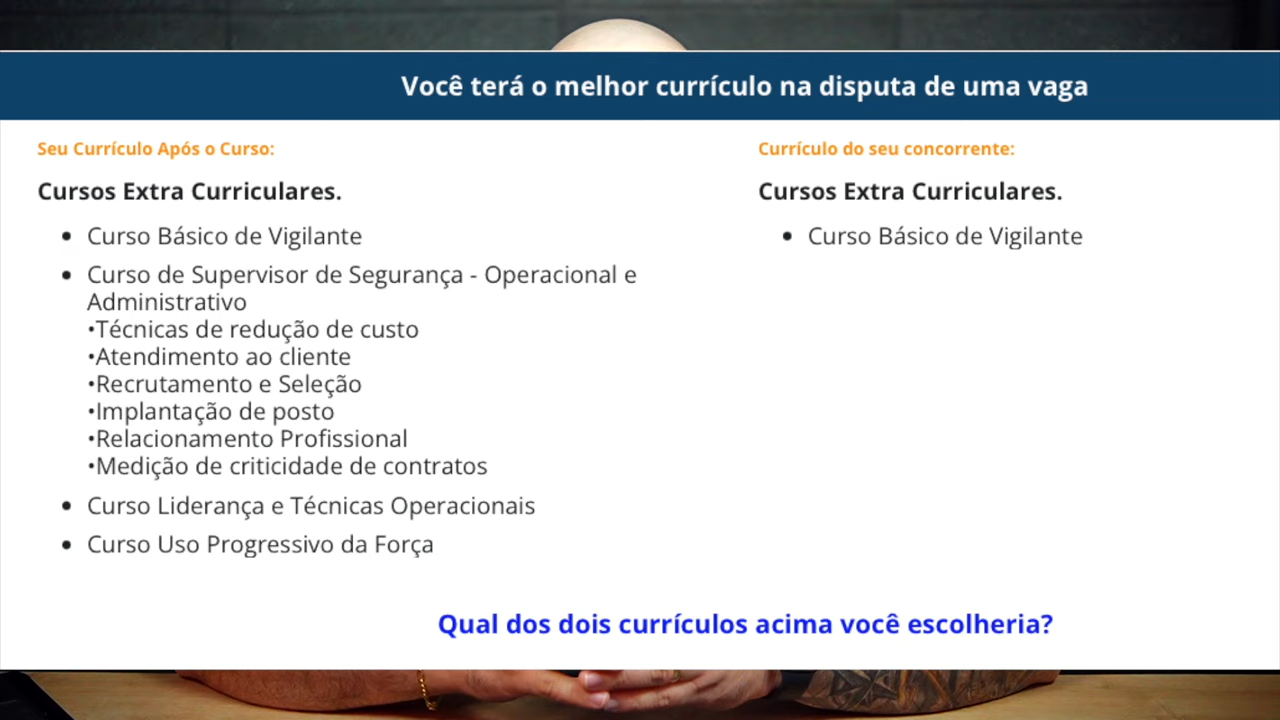 Você terá o melhor currículo na disputa de uma vaga
Seu Currículo Após o Curso:
Cursos Extra Curriculares.
• Curso Básico de Vigilante
• Curso de Supervisor de Segurança - Operacional e
Administrativo
•Técnicas de redução de custo
•Atendimento ao cliente
•Recrutamento e Seleção
•Implantação de posto
•Relacionamento Profissional
•Medição de criticidade de contratos
• Curso Liderança e Técnicas Operacionais
• Curso Uso Progressivo da Força
Currículo do seu concorrente:
Cursos Extra Curriculares.
• Curso Básico de Vigilante
Qual dos dois currículos acima você escolheria?